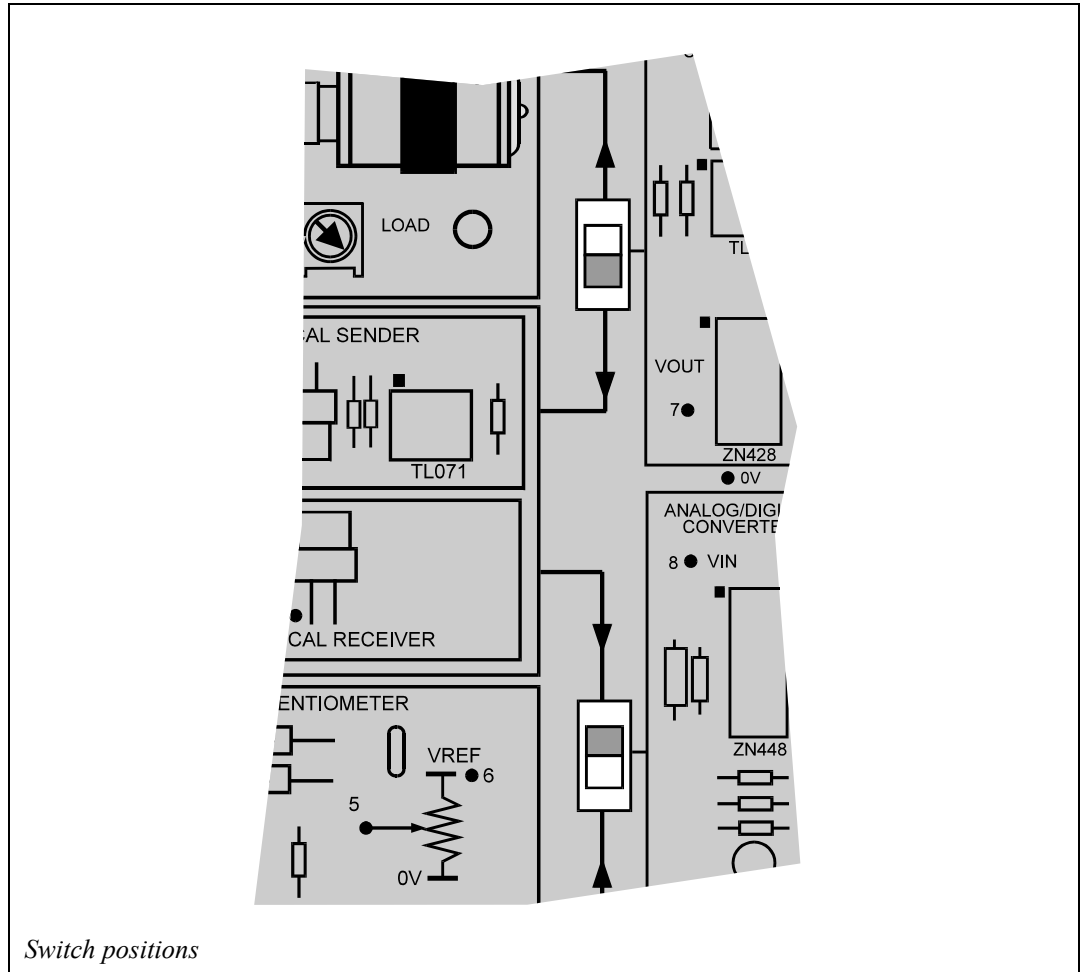 LOAD
TL
CAL SENDER
VOUT
7
TL071
ZN428
0V
ANALOG/DIGI
CONVERTE
8 VIN
CAL RECEIVER
ENTIOMETER
ZN448
VREF
6
5
0V
Switch positions